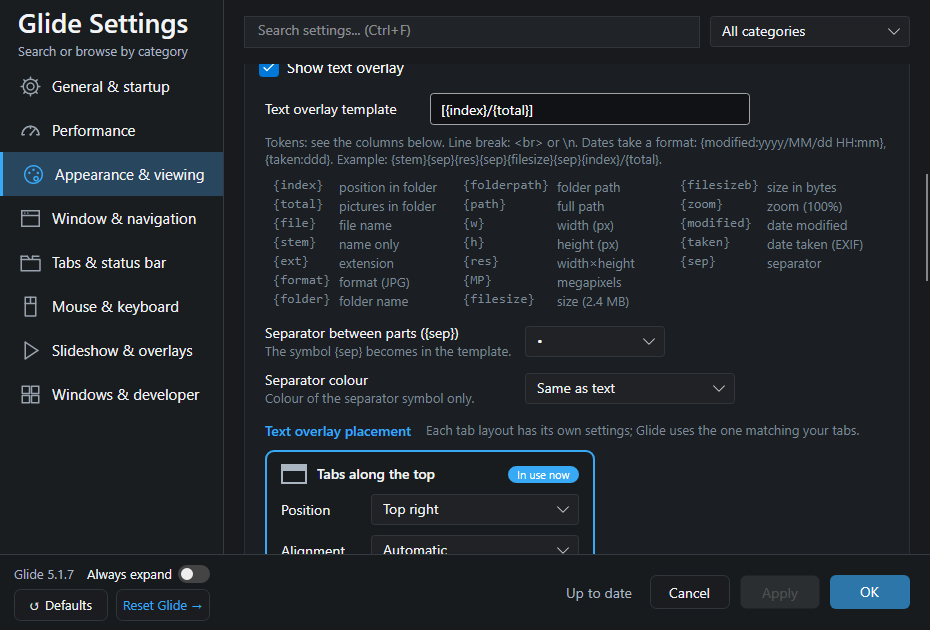 Glide Settings
Search or browse by category
General & startup
Performance
Appearance & viewing
Window & navigation
Tabs & status bar
Mouse & keyboard
Slideshow & overlays
Windows & developer
Search settings... (Ctrl+F)
All categories
Show text overlay
Text overlay template
[{index}/{total}]
Tokens: see the columns below. Line break: <br> or \n. Dates take a format: {modified:yyyy/MM/dd HH:mm},
{taken:ddd}. Example: {stem}{sep}{res}{sep}{filesize}{sep}{index}/{total}.
{index} position in folder {folderpath} folder path {filesizeb} size in bytes
{total} pictures in folder {path} full path {zoom} zoom (100%)
{file} file name {w} width (px) {modified} date modified
{stem} name only {h} height (px) {taken} date taken (EXIF)
{ext} extension {res} width×height {sep} separator
{format} format (JPG) {MP} megapixels
{folder} folder name {filesize} size (2.4 MB)
Separator between parts ({sep})
The symbol {sep} becomes in the template.
•
Separator colour
Colour of the separator symbol only.
Same as text
Text overlay placement Each tab layout has its own settings; Glide uses the one matching your tabs.
Tabs along the top
In use now
Position
Top right
Alignment
Automatic
Glide 5.1.7 Always expand
↺ Defaults
Reset Glide →
Up to date
Cancel
Apply
OK